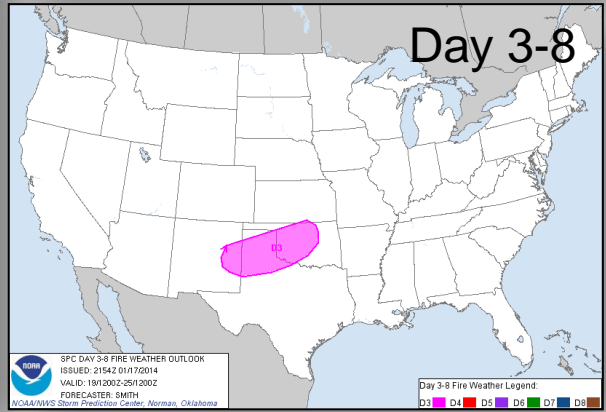 Day 3-8
D3
NOAA
SPC DAY 3-8 FIRE WEATHER OUTLOOK
ISSUED: 2154Z 01/17/2014
VALID: 19/1200Z-25/1200Z
FORECASTER: SMITH
NOAA/NWS Storm Prediction Center, Norman, Oklahoma
Day 3-8 Fire Weather Legend:
D3 D4 D5 D6 D7 D8